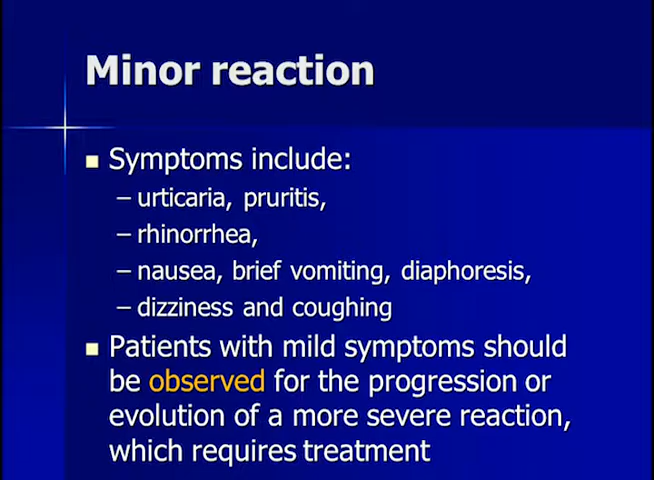 Minor reaction
Symptoms include:
– urticaria, pruritis,
– rhinorrhea,
– nausea, brief vomiting, diaphoresis,
– dizziness and coughing
Patients with mild symptoms should
be observed for the progression or
evolution of a more severe reaction,
which requires treatment